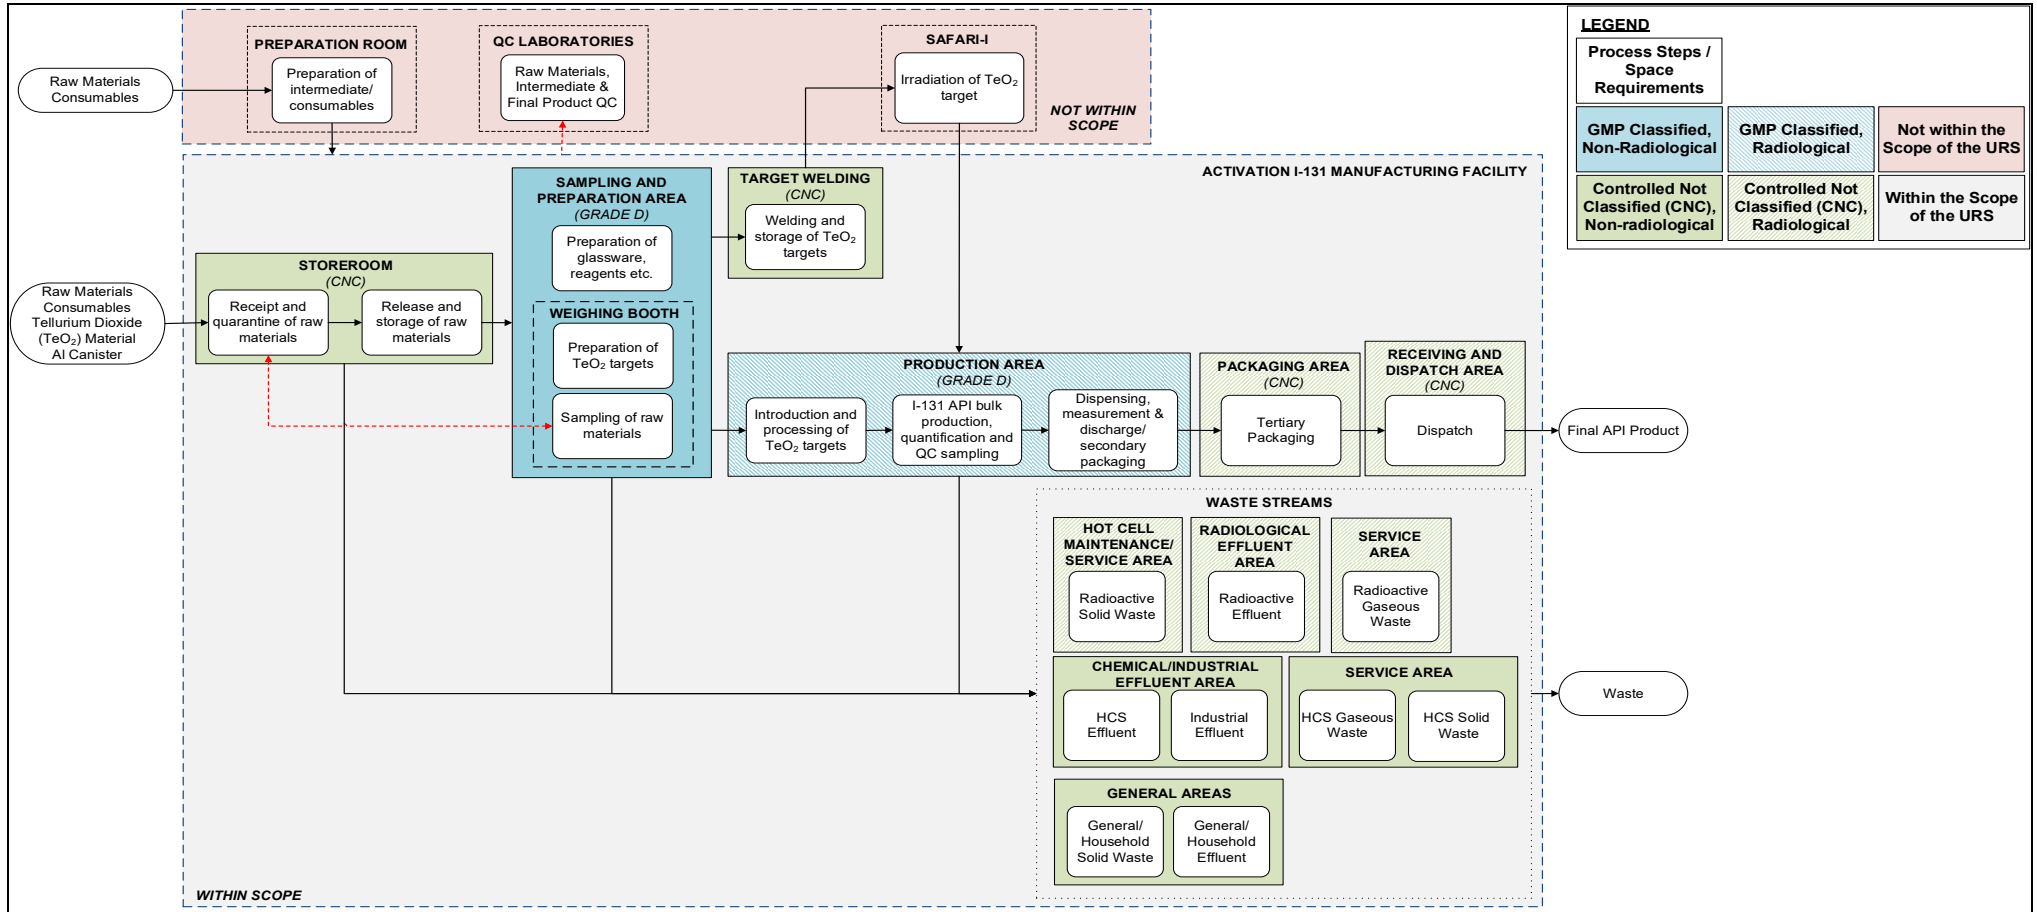 PREPARATION ROOM
Preparation of
intermediate/
consumables
QC LABORATORIES
Raw Materials,
Intermediate &
Final Product QC
SAFARI-I
Irradiation of TeO₂
target
NOT WITHIN
SCOPE
Raw Materials
Consumables
LEGEND
Process Steps /
Space
Requirements
GMP Classified,
Non-Radiological
GMP Classified,
Radiological
Not within the
Scope of the URS
Controlled Not
Classified (CNC),
Non-radiological
Controlled Not
Classified (CNC),
Radiological
Within the Scope
of the URS
ACTIVATION I-131 MANUFACTURING FACILITY
Raw Materials
Consumables
Tellurium Dioxide
(TeO₂) Material
Al Canister
STOREROOM
(CNC)
Receipt and
quarantine of raw
materials
Release and
storage of raw
materials
SAMPLING AND
PREPARATION AREA
(GRADE D)
Preparation of
glassware,
reagents etc.
WEIGHING BOOTH
Preparation of
TeO₂ targets
Sampling of raw
materials
TARGET WELDING
(CNC)
Welding and
storage of TeO₂
targets
PRODUCTION AREA
(GRADE D)
Introduction and
processing of
TeO₂ targets
I-131 API bulk
production,
quantification and
QC sampling
Dispensing,
measurement &
discharge/
secondary
packaging
PACKAGING AREA
(CNC)
Tertiary
Packaging
RECEIVING AND
DISPATCH AREA
(CNC)
Dispatch
Final API Product
WASTE STREAMS
HOT CELL
MAINTENANCE/
SERVICE AREA
Radioactive
Solid Waste
RADIOLOGICAL
EFFLUENT
AREA
Radioactive
Effluent
SERVICE
AREA
Radioactive
Gaseous
Waste
CHEMICAL/INDUSTRIAL
EFFLUENT AREA
HCS
Effluent
Industrial
Effluent
SERVICE AREA
HCS Gaseous
Waste
HCS Solid
Waste
Waste
GENERAL AREAS
General/
Household
Solid Waste
General/
Household
Effluent
WITHIN SCOPE